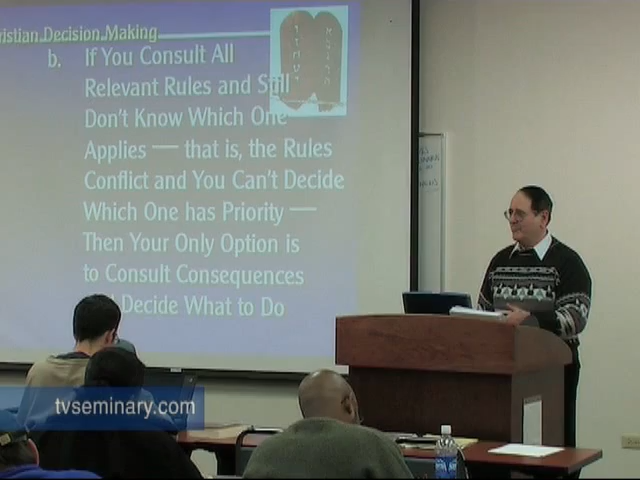 ristian Decision Making
b. If You Consult All
Relevant Rules and Still
Don't Know Which One
Applies — that is, the Rules
Conflict and You Can't Decide
Which One has Priority —
Then Your Only Option is
to Consult Consequences
Decide What to Do
tvseminary.com